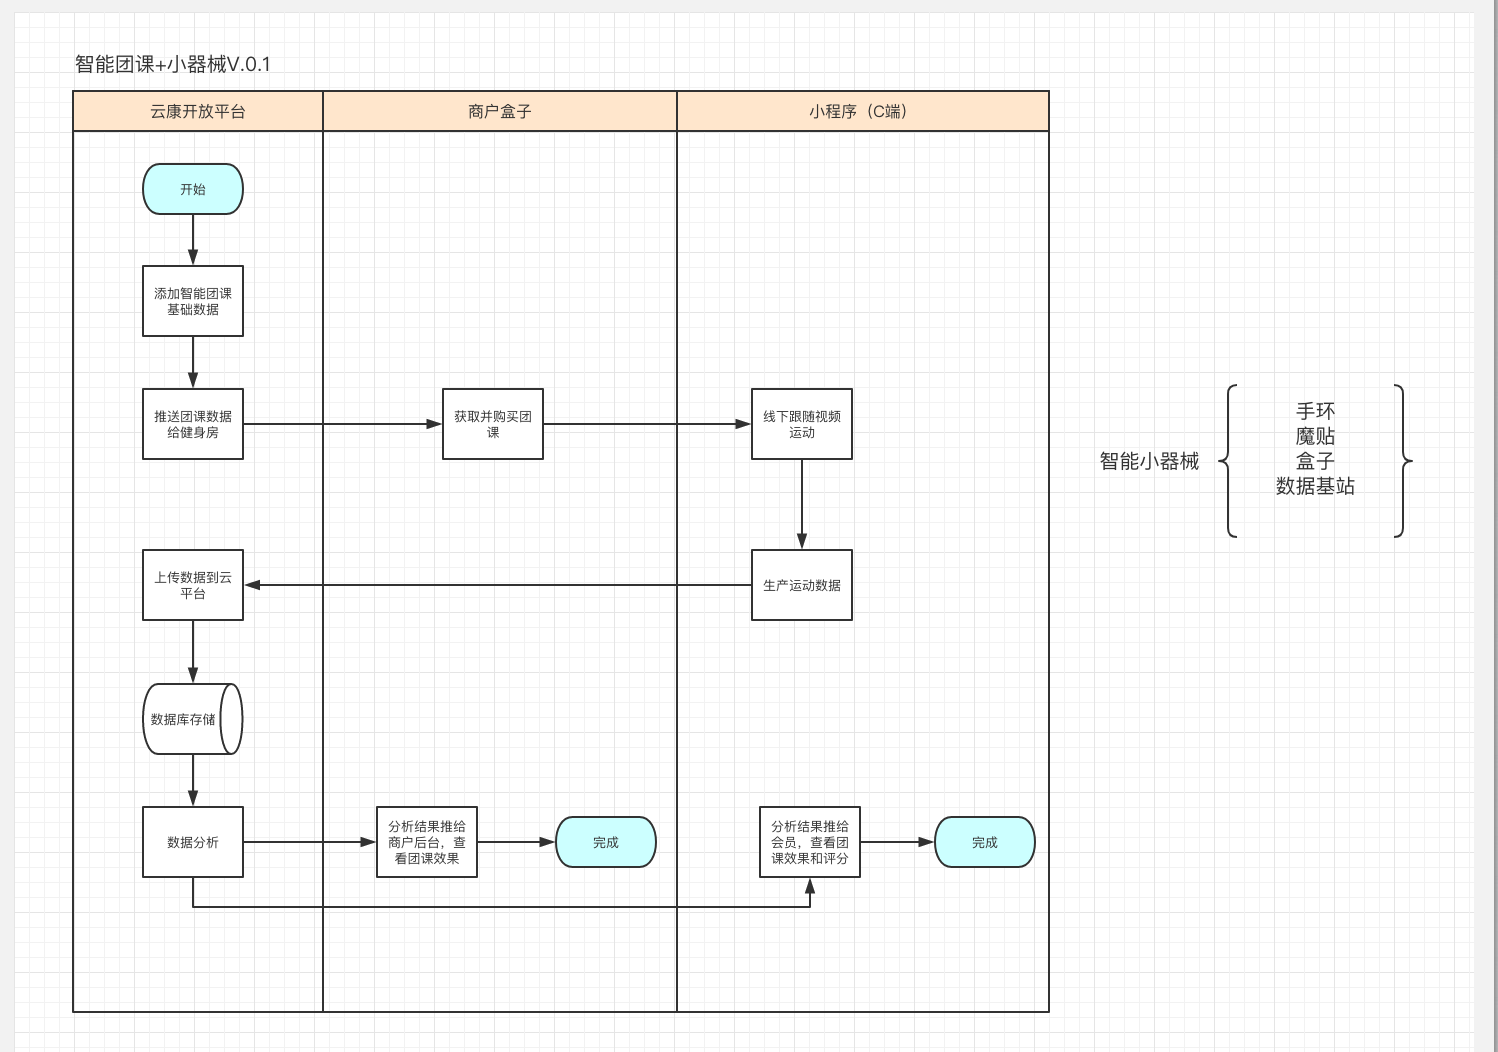 智能团课+小器械V.0.1
云康开放平台
商户盒子
小程序（C端）
开始
添加智能团课
基础数据
推送团课数据
给健身房
获取并购买团
课
线下跟随视频
运动
上传数据到云
平台
生产运动数据
数据库存储
数据分析
分析结果推给
商户后台，查
看团课效果
完成
分析结果推给
会员，查看团
课效果和评分
完成
智能小器械
手环
魔贴
盒子
数据基站